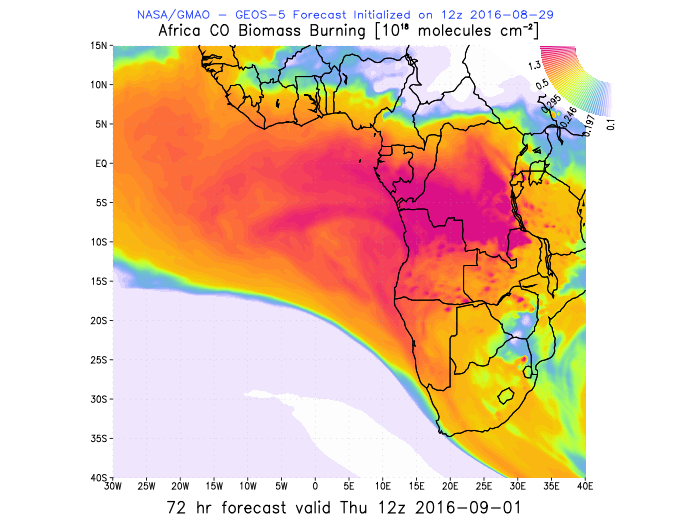 NASA/GMAO - GEOS-5 Forecast Initialized on 12z 2016-08-29
Africa CO Biomass Burning [10¹⁸ molecules cm⁻²]
15N
10N
5N
EQ
5S
10S
15S
20S
25S
30S
35S
40S
1.3
0.5
0.295
0.246
0.197
0.1
30W 25W 20W 15W 10W 5W 0 5E 10E 15E 20E 25E 30E 35E 40E
72 hr forecast valid Thu 12z 2016-09-01